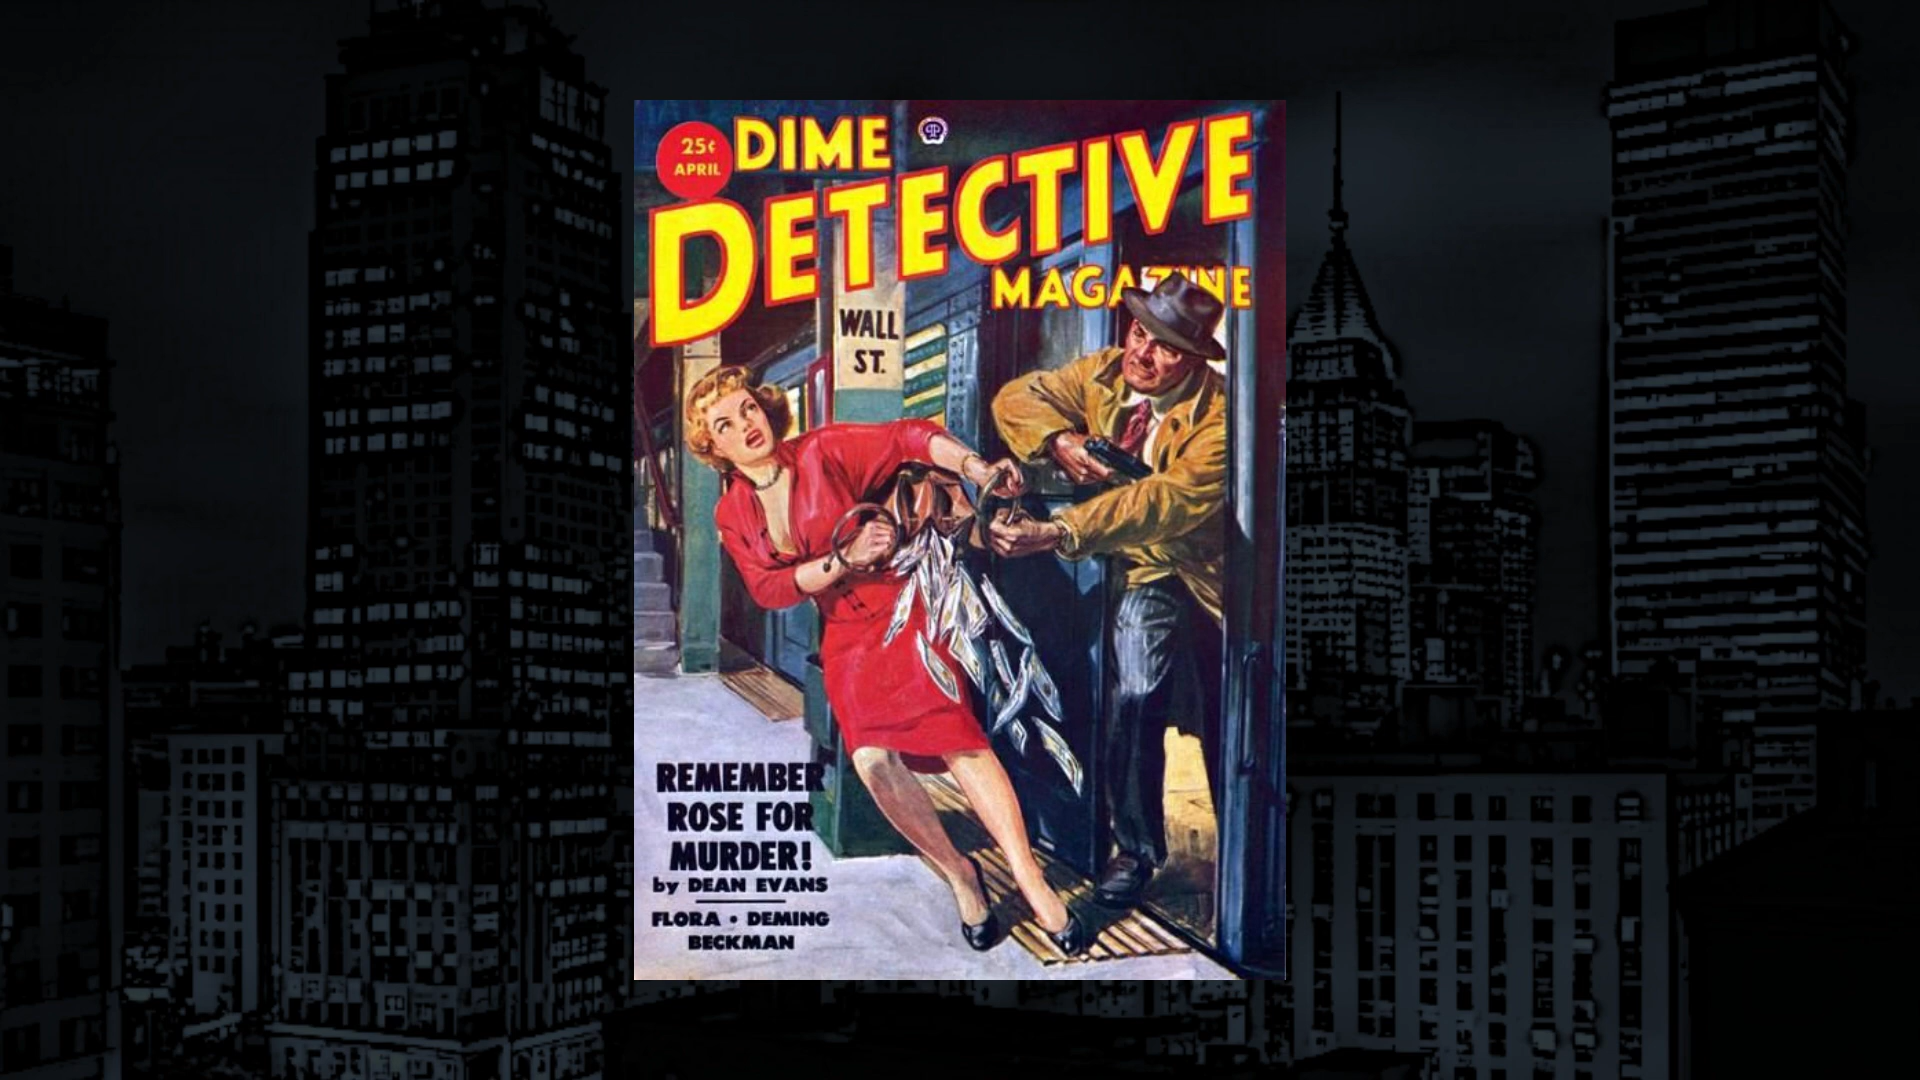 25¢
APRIL
DIME
DETECTIVE
MAGAZINE
WALL
ST.
REMEMBER
ROSE FOR
MURDER!
by DEAN EVANS
FLORA • DEMING
BECKMAN